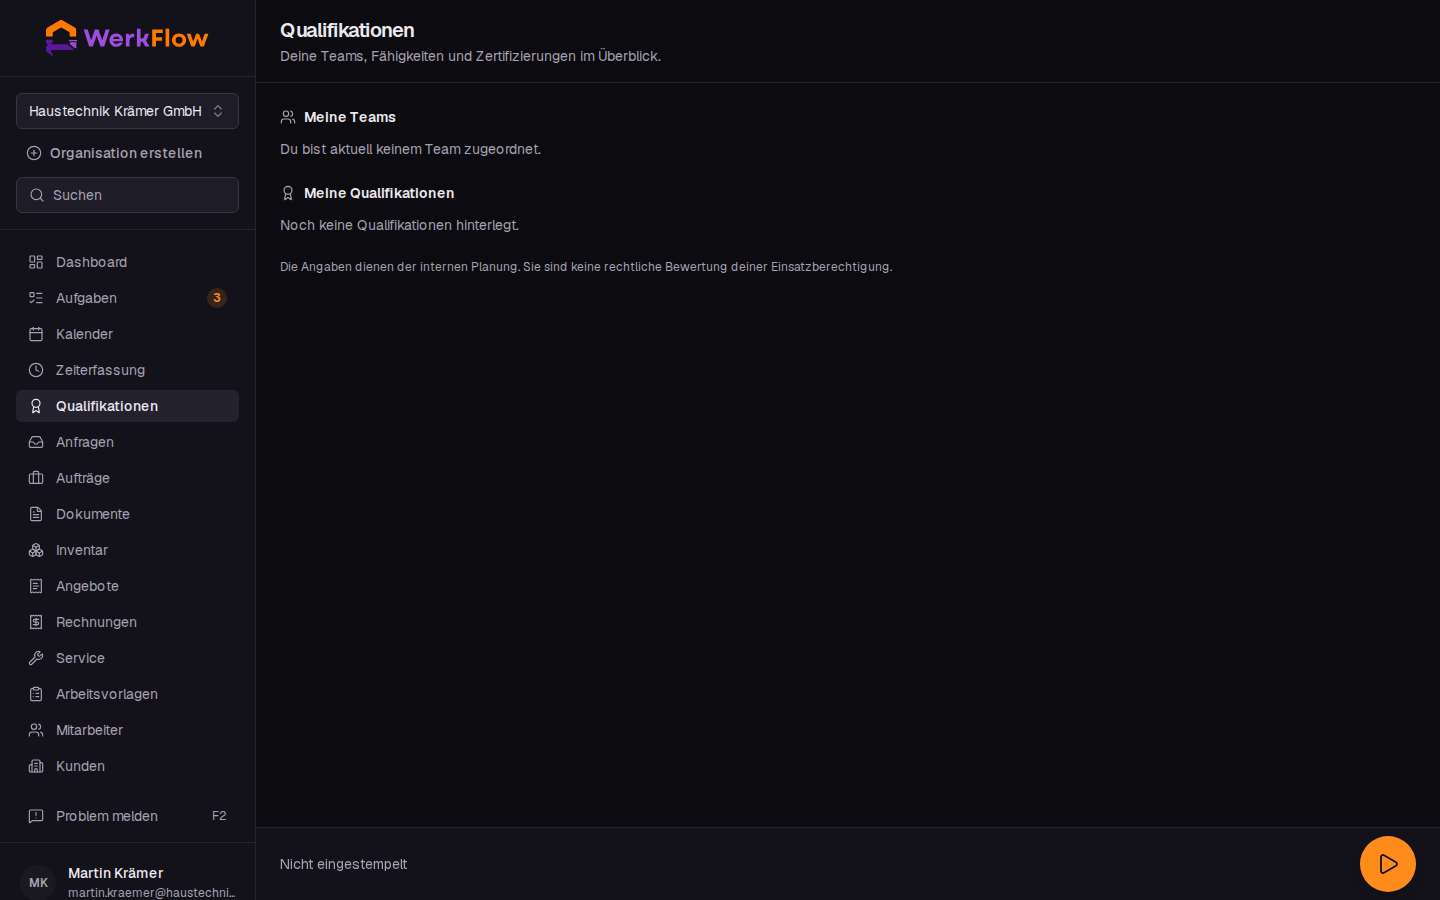 WerkFlow
Haustechnik Krämer GmbH
Organisation erstellen
Suchen
Dashboard
Aufgaben 3
Kalender
Zeiterfassung
Qualifikationen
Anfragen
Aufträge
Dokumente
Inventar
Angebote
Rechnungen
Service
Arbeitsvorlagen
Mitarbeiter
Kunden
Problem melden F2
MK
Martin Krämer
martin.kraemer@haustechni...
Qualifikationen
Deine Teams, Fähigkeiten und Zertifizierungen im Überblick.
Meine Teams
Du bist aktuell keinem Team zugeordnet.
Meine Qualifikationen
Noch keine Qualifikationen hinterlegt.
Die Angaben dienen der internen Planung. Sie sind keine rechtliche Bewertung deiner Einsatzberechtigung.
Nicht eingestempelt